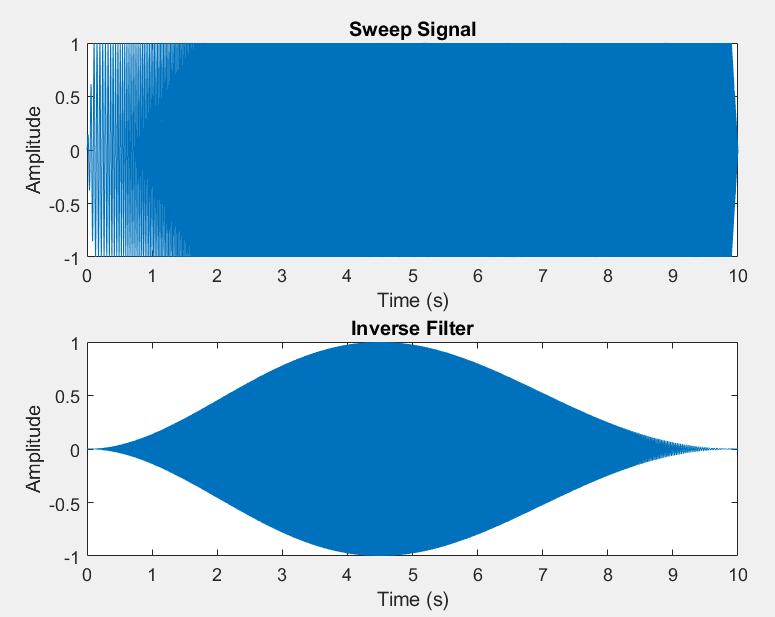 Sweep Signal
1
0.5
0
-0.5
-1
Amplitude
0 1 2 3 4 5 6 7 8 9 10
Time (s)
Inverse Filter
1
0.5
0
-0.5
-1
Amplitude
0 1 2 3 4 5 6 7 8 9 10
Time (s)